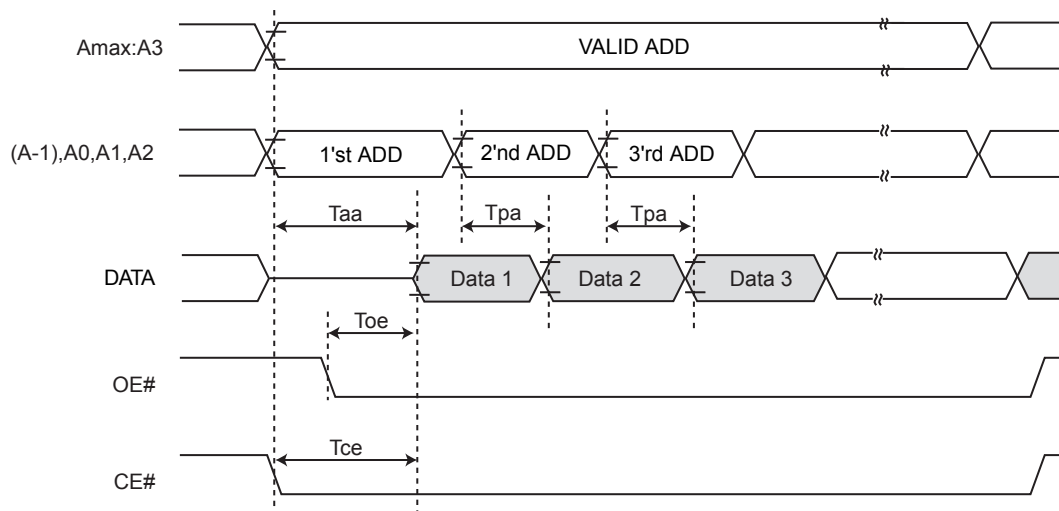 Amax:A3
VALID ADD
(A-1),A0,A1,A2
1'st ADD
2'nd ADD
3'rd ADD
Taa
Tpa
Tpa
DATA
Data 1
Data 2
Data 3
Toe
OE#
Tce
CE#